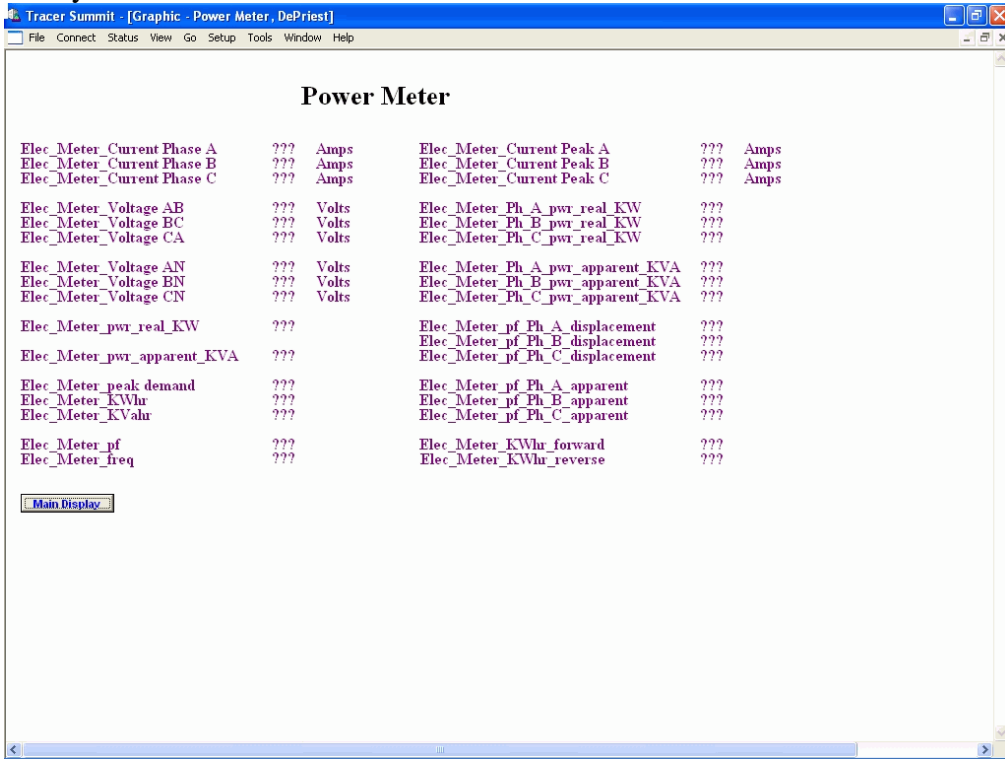 Tracer Summit - [Graphic - Power Meter, DePriest]
File Connect Status View Go Setup Tools Window Help
Power Meter
Elec_Meter_Current Phase A ??? Amps Elec_Meter_Current Peak A ??? Amps
Elec_Meter_Current Phase B ??? Amps Elec_Meter_Current Peak B ??? Amps
Elec_Meter_Current Phase C ??? Amps Elec_Meter_Current Peak C ??? Amps
Elec_Meter_Voltage AB ??? Volts Elec_Meter_Ph_A_pwr_real_KW ???
Elec_Meter_Voltage BC ??? Volts Elec_Meter_Ph_B_pwr_real_KW ???
Elec_Meter_Voltage CA ??? Volts Elec_Meter_Ph_C_pwr_real_KW ???
Elec_Meter_Voltage AN ??? Volts Elec_Meter_Ph_A_pwr_apparent_KVA ???
Elec_Meter_Voltage BN ??? Volts Elec_Meter_Ph_B_pwr_apparent_KVA ???
Elec_Meter_Voltage CN ??? Volts Elec_Meter_Ph_C_pwr_apparent_KVA ???
Elec_Meter_pwr_real_KW ??? Elec_Meter_pf_Ph_A_displacement ???
Elec_Meter_pf_Ph_B_displacement ???
Elec_Meter_pwr_apparent_KVA ??? Elec_Meter_pf_Ph_C_displacement ???
Elec_Meter_peak demand ??? Elec_Meter_pf_Ph_A_apparent ???
Elec_Meter_KWhr ??? Elec_Meter_pf_Ph_B_apparent ???
Elec_Meter_KVahr ??? Elec_Meter_pf_Ph_C_apparent ???
Elec_Meter_pf ??? Elec_Meter_KWhr_forward ???
Elec_Meter_freq ??? Elec_Meter_KWhr_reverse ???
Main Display